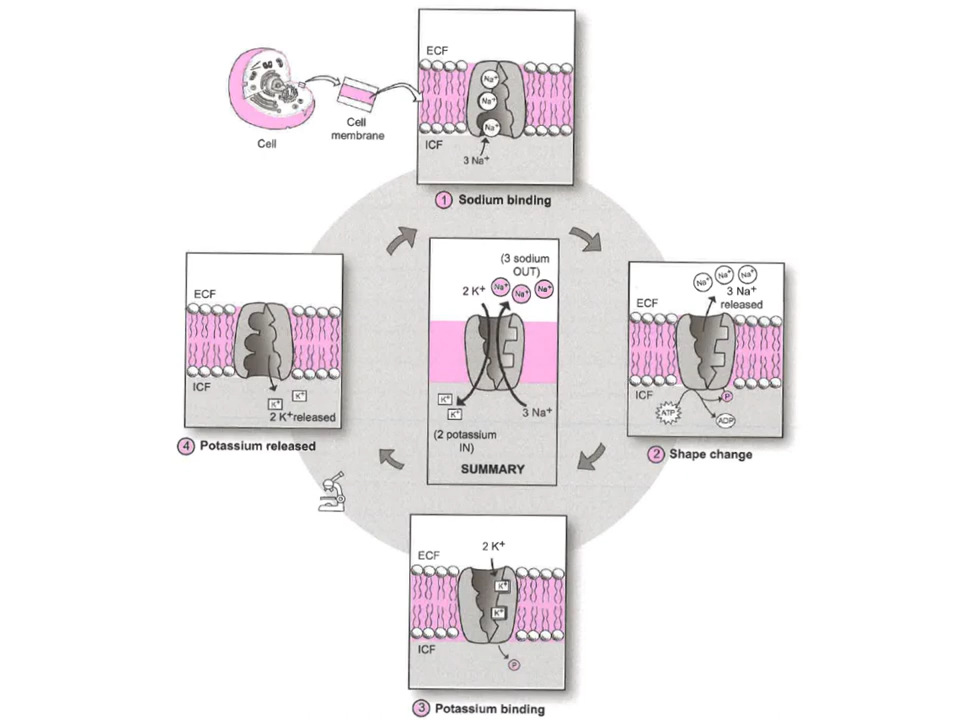 ECF
Na⁺
Na⁺
Na⁺
ICF
3 Na⁺
Cell
Cell
membrane
1 Sodium binding
ECF
Na⁺
Na⁺
Na⁺
3 Na⁺
released
ICF
ATP
P
ADP
2 Shape change
ECF
2 K⁺
K⁺
K⁺
ICF
P
3 Potassium binding
ECF
ICF
K⁺
K⁺
2 K⁺released
4 Potassium released
(3 sodium
OUT)
2 K⁺
Na⁺
Na⁺
Na⁺
K⁺
K⁺
3 Na⁺
(2 potassium
IN)
SUMMARY